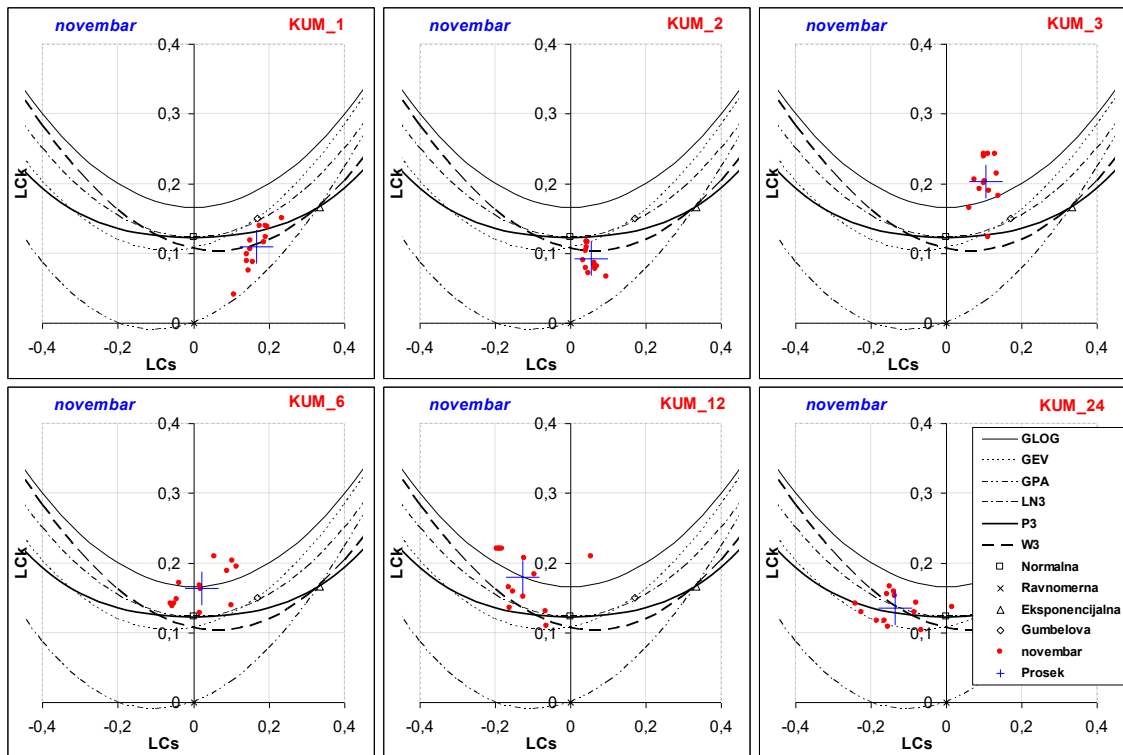 novembar KUM_1
0,4
0,3
0,2
0,1
0
LCk
-0,4 -0,2 0 0,2 0,4
LCs
novembar KUM_2
0,4
0,3
0,2
0,1
0
LCk
-0,4 -0,2 0 0,2 0,4
LCs
novembar KUM_3
0,4
0,3
0,2
0,1
0
LCk
-0,4 -0,2 0 0,2 0,4
LCs
novembar KUM_6
0,4
0,3
0,2
0,1
0
LCk
-0,4 -0,2 0 0,2 0,4
LCs
novembar KUM_12
0,4
0,3
0,2
0,1
0
LCk
-0,4 -0,2 0 0,2 0,4
LCs
novembar KUM_24
0,4
0,3
0,2
0,1
0
LCk
-0,4 -0,2 0 0,2 0,4
LCs
GLOG
GEV
GPA
LN3
P3
W3
Normalna
Ravnomerna
Eksponencijalna
Gumbelova
novembar
Prosek